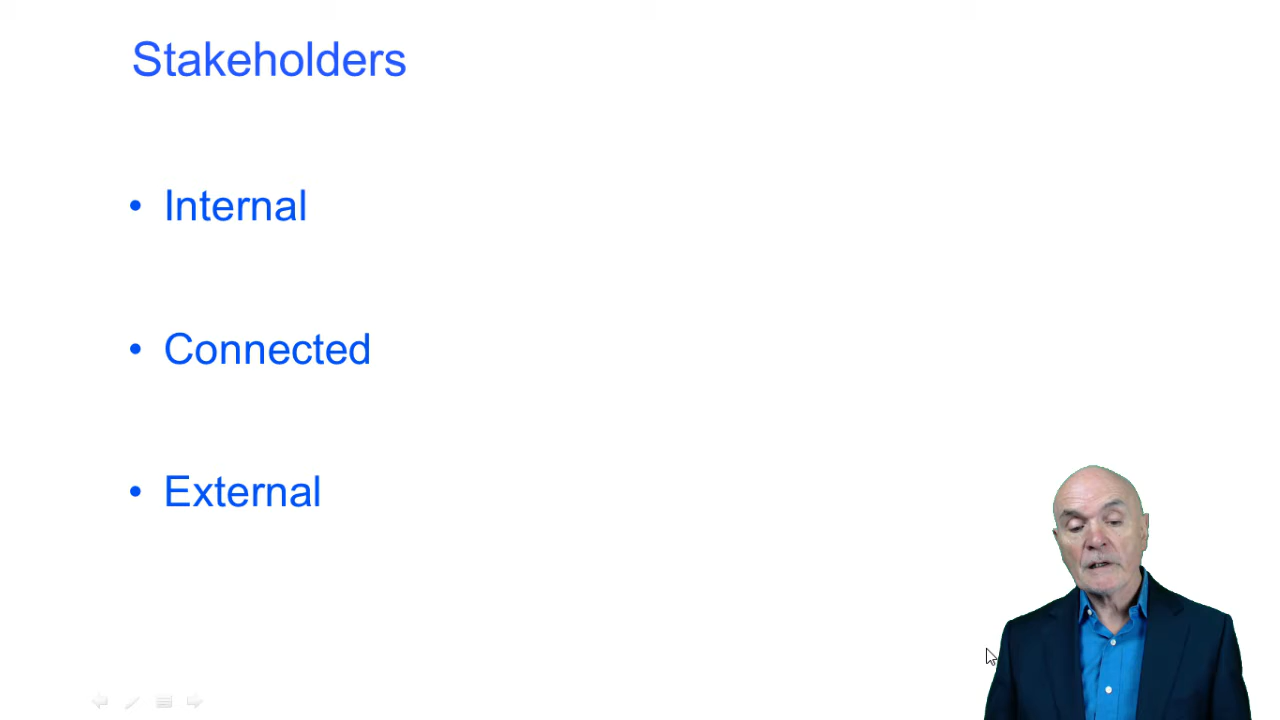 Stakeholders
• Internal
• Connected
• External